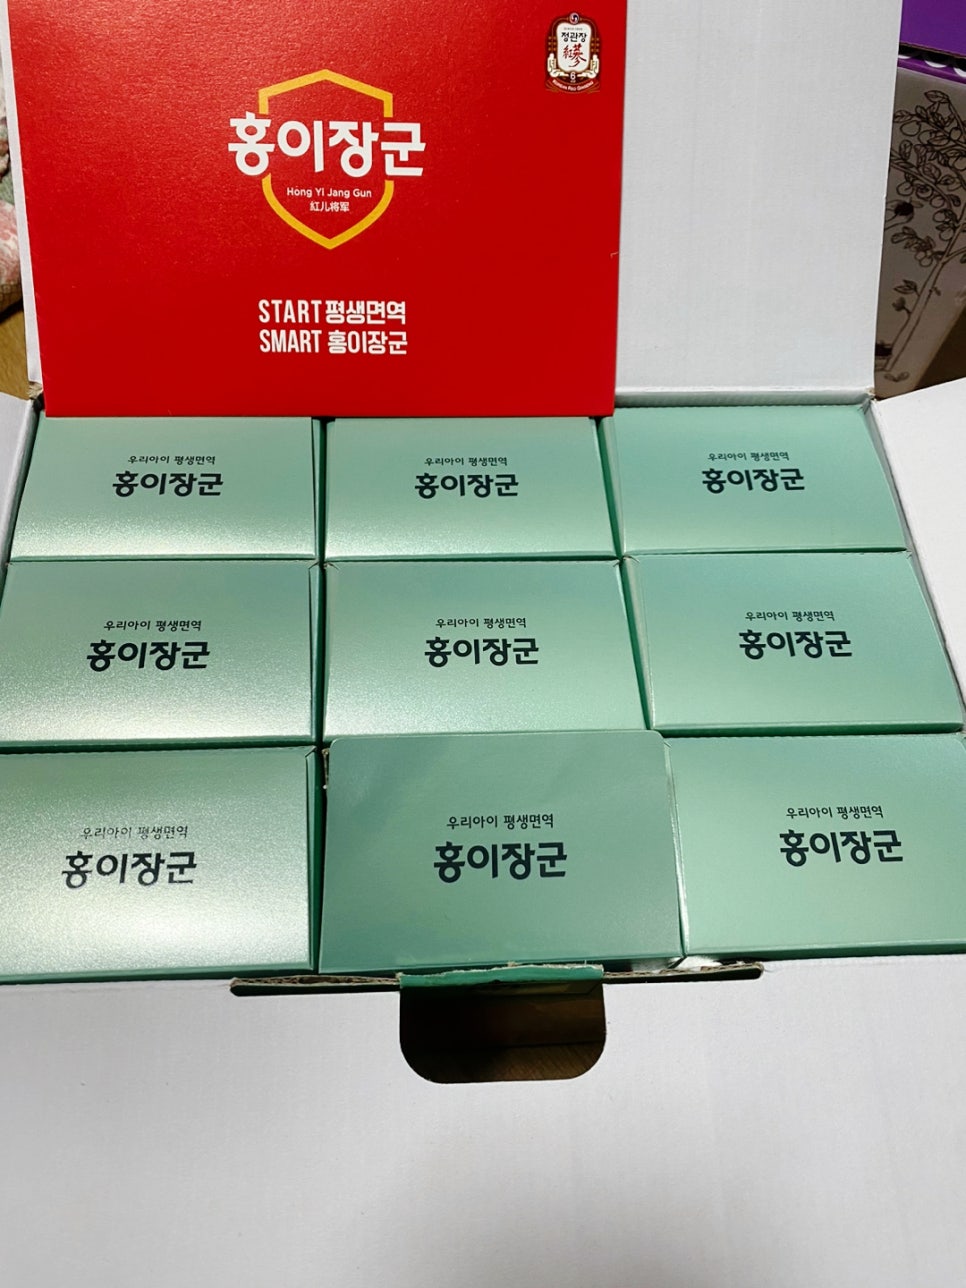 정관장
紅蔘
KOREAN RED GINSENG
홍이장군
Hong Yi Jang Gun
紅儿将军
START 평생면역
SMART 홍이장군
우리아이 평생면역
홍이장군
우리아이 평생면역
홍이장군
우리아이 평생면역
홍이장군
우리아이 평생면역
홍이장군
우리아이 평생면역
홍이장군
우리아이 평생면역
홍이장군
우리아이 평생면역
홍이장군
우리아이 평생면역
홍이장군
우리아이 평생면역
홍이장군